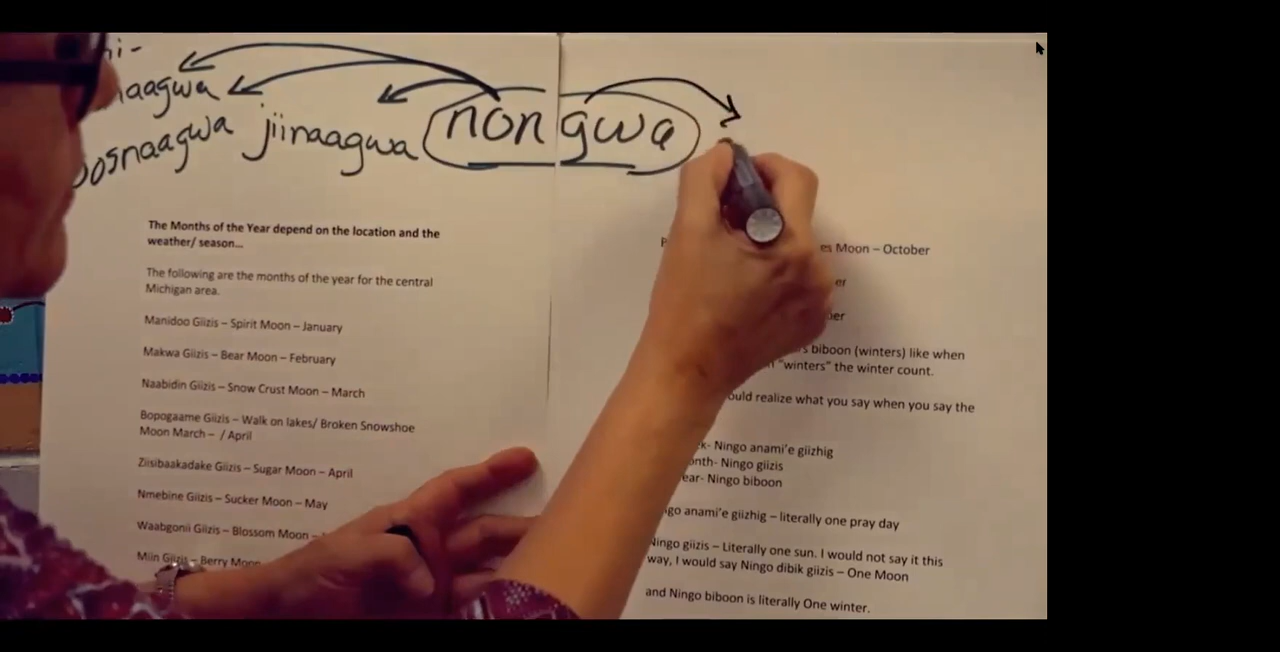 naagwa
posnaagwa jiinaagwa nongwa
The Months of the Year depend on the location and the
weather/ season...
The following are the months of the year for the central
Michigan area.
Manidoo Giizis – Spirit Moon – January
Makwa Giizis – Bear Moon – February
Naabidin Giizis – Snow Crust Moon – March
Bopogaame Giizis – Walk on lakes/ Broken Snowshoe
Moon March – / April
Ziisibaakadake Giizis – Sugar Moon – April
Nmebine Giizis – Sucker Moon – May
Waabgonii Giizis – Blossom Moon –
Miin Giizis – Berry Moon
Moon – October
biboon (winters) like when
"winters" the winter count.
realize what you say when you say the
Ningo anami'e giizhig
Ningo giizis
Ningo biboon
anami'e giizhig – literally one pray day
Ningo giizis – Literally one sun. I would not say it this
way, I would say Ningo dibik giizis – One Moon
and Ningo biboon is literally One winter.